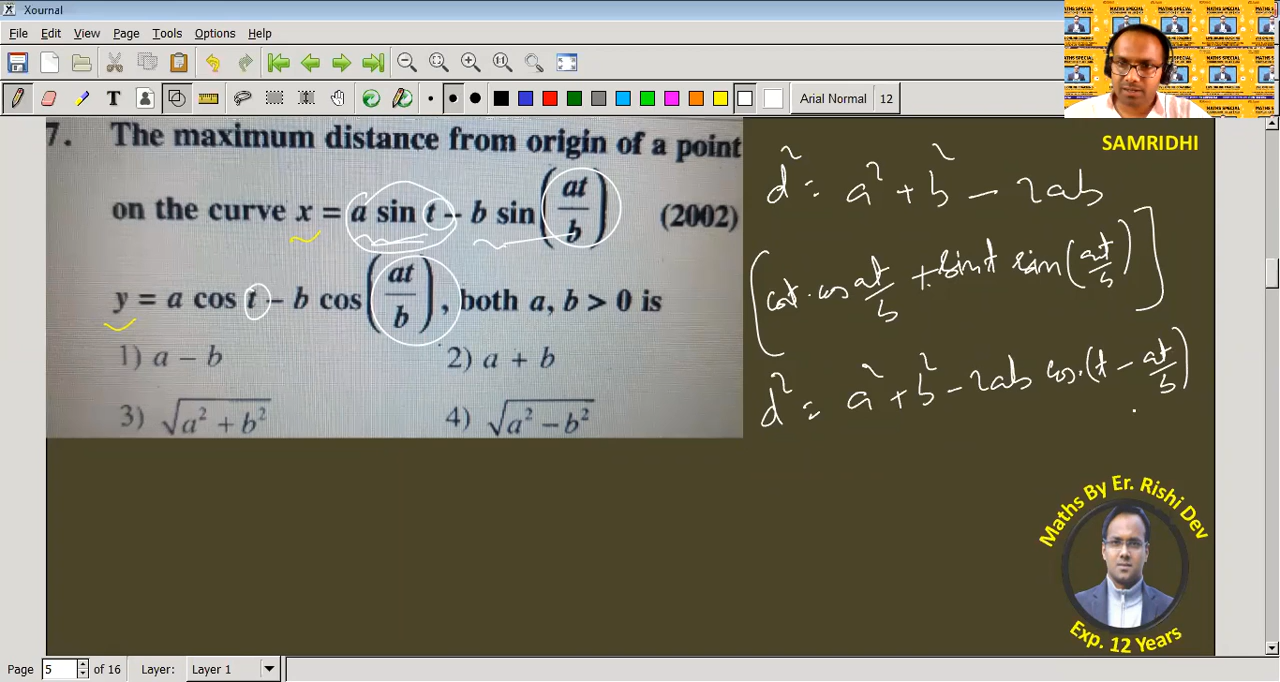 Xournal
File Edit View Page Tools Options Help
Arial Normal 12
SAMRIDHI
7. The maximum distance from origin of a point
on the curve x = a sin t – b sin (at/b) (2002)
y = a cos t – b cos (at/b), both a, b > 0 is
1) a – b 2) a + b
3) √(a² + b²) 4) √(a² – b²)
d² = a² + b² – 2ab
[cost · cos at/b + sint sin (at/b)]
d² = a² + b² – 2ab cos (t – at/b)
Maths By Er. Rishi Dev
Exp. 12 Years
Page 5 of 16 Layer: Layer 1